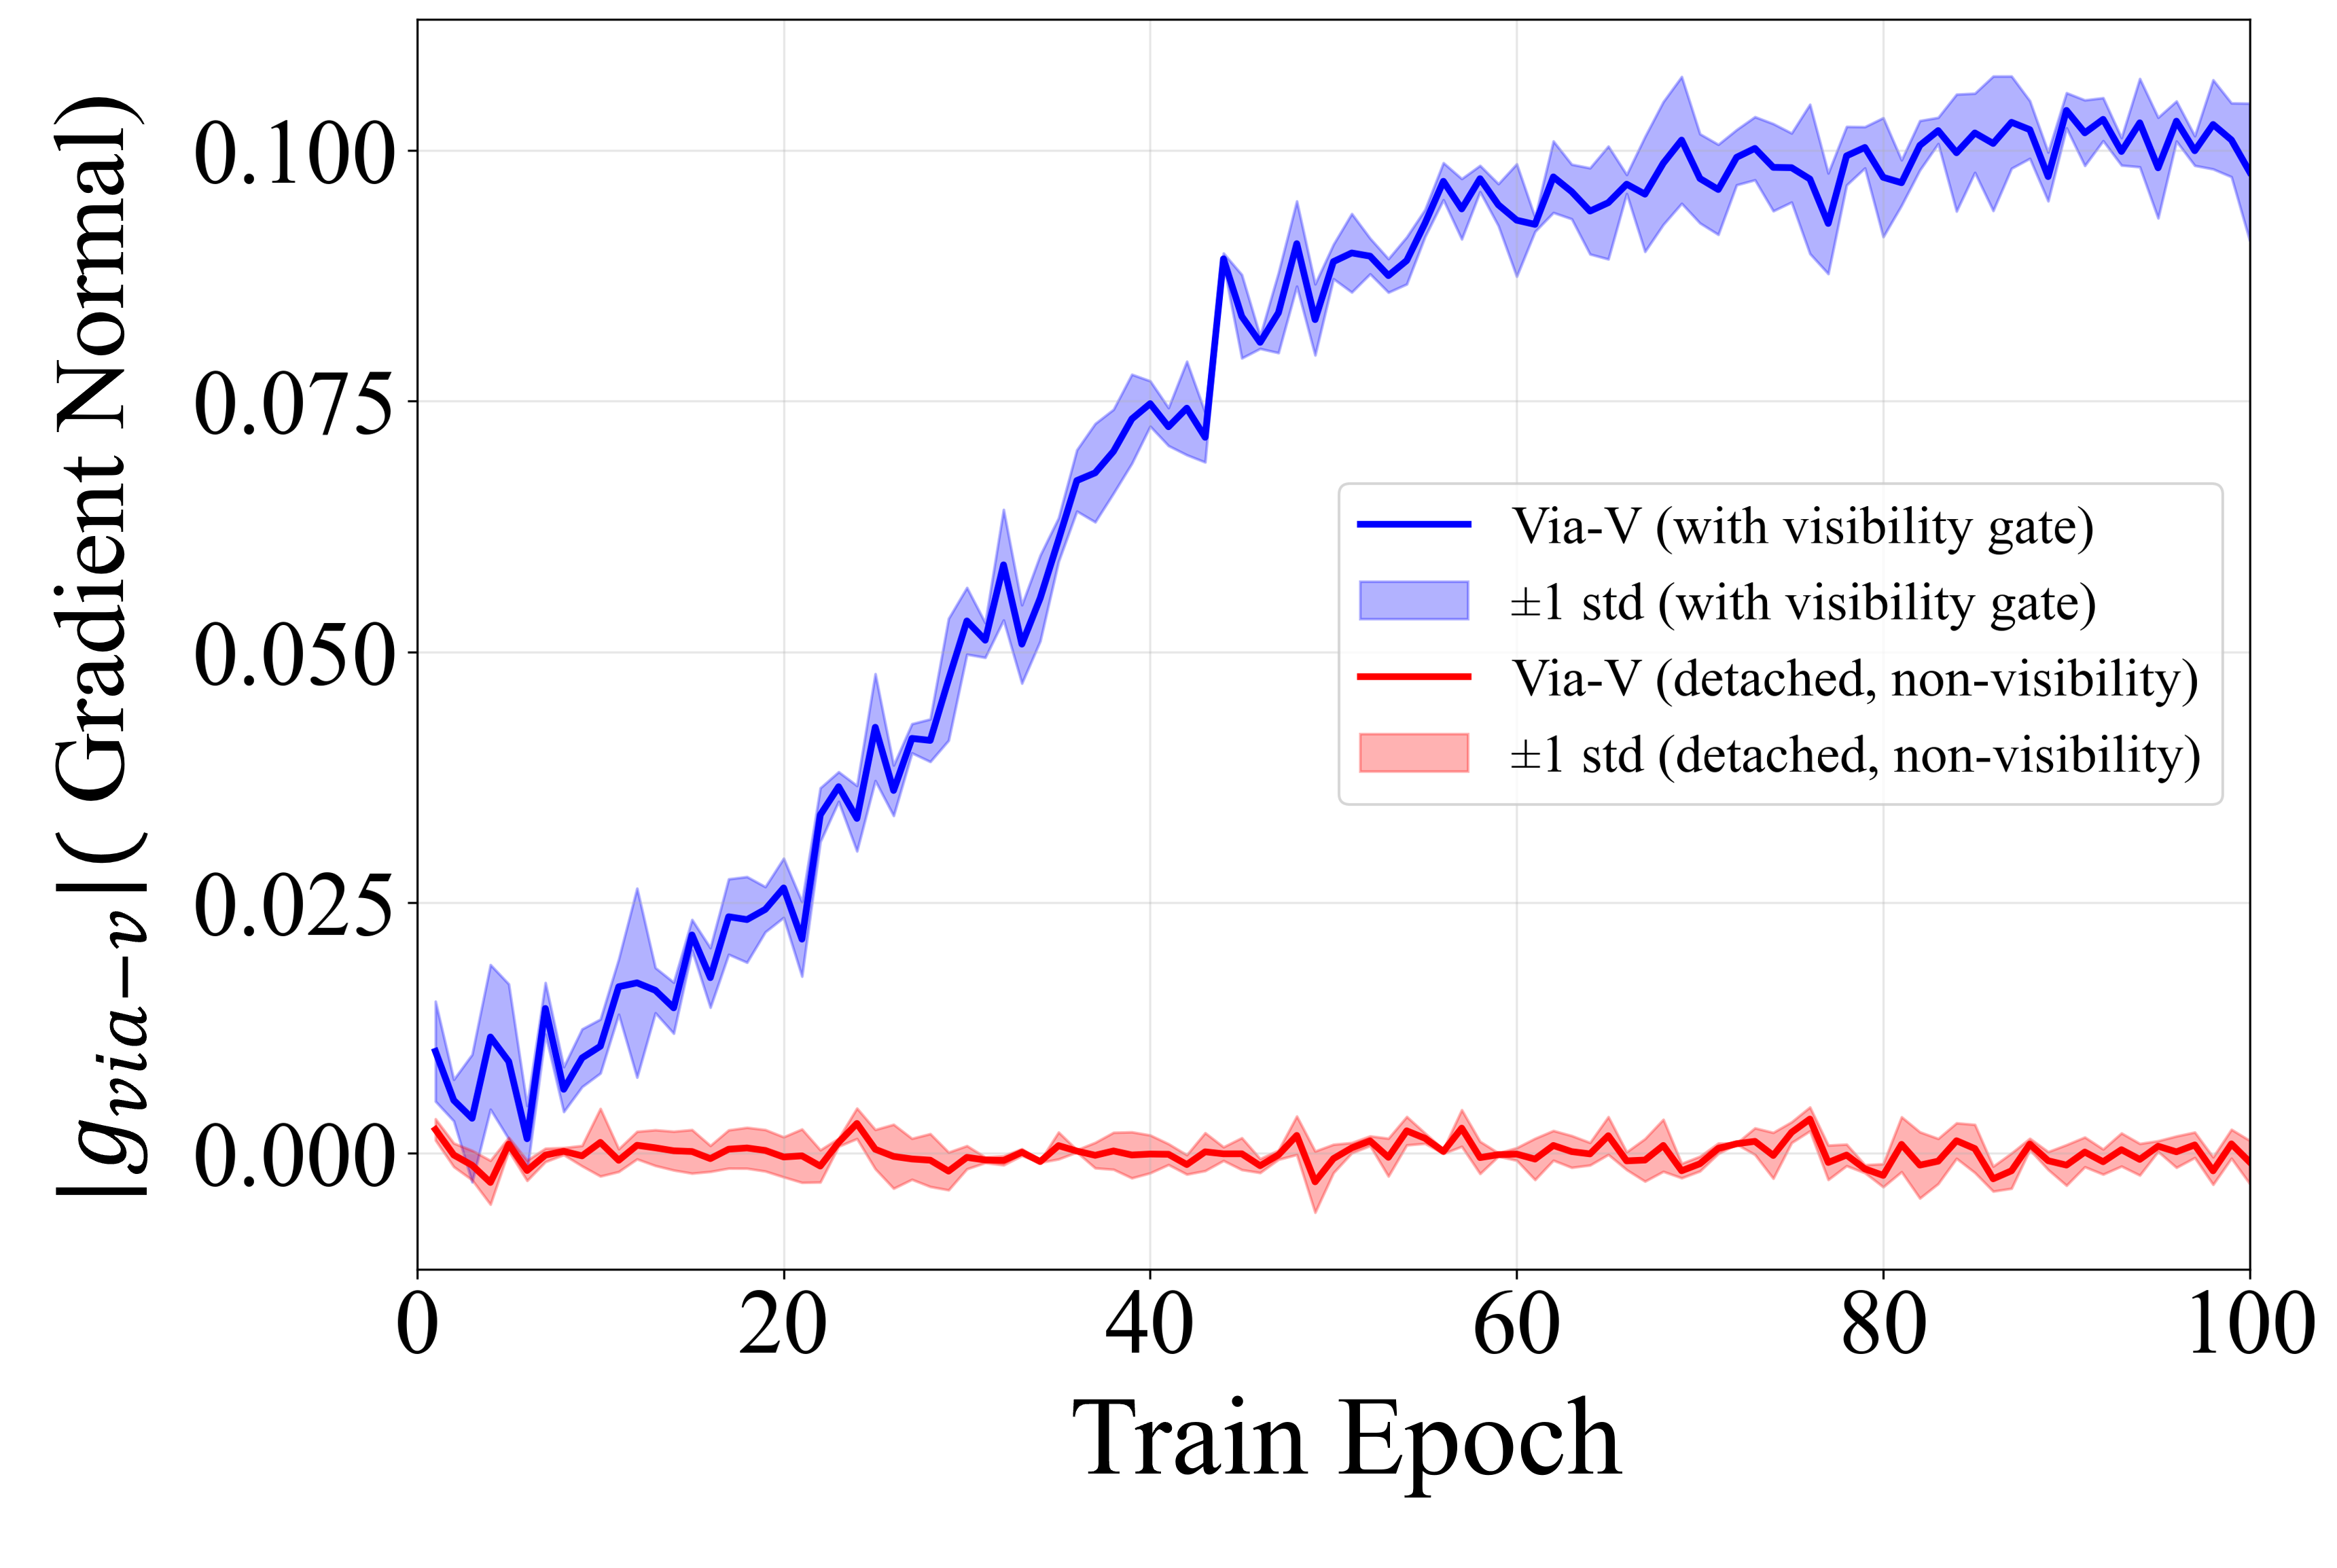 |g_{via-v}|( Gradient Normal)
0.100
0.075
0.050
0.025
0.000
Via-V (with visibility gate)
±1 std (with visibility gate)
Via-V (detached, non-visibility)
±1 std (detached, non-visibility)
0 20 40 60 80 100
Train Epoch